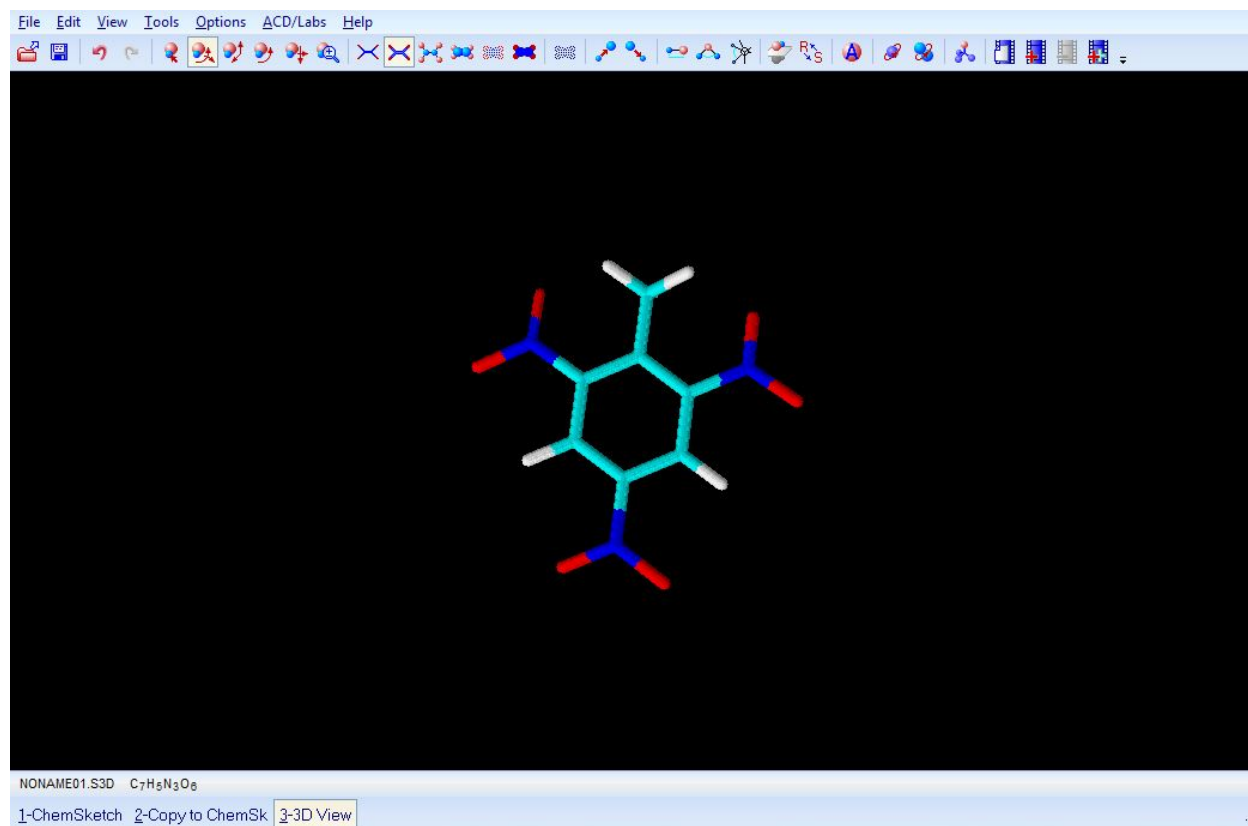 File Edit View Tools Options ACD/Labs Help
R S A
NONAME01.S3D C₇H₅N₃O₆
1-ChemSketch 2-Copy to ChemSk 3-3D View